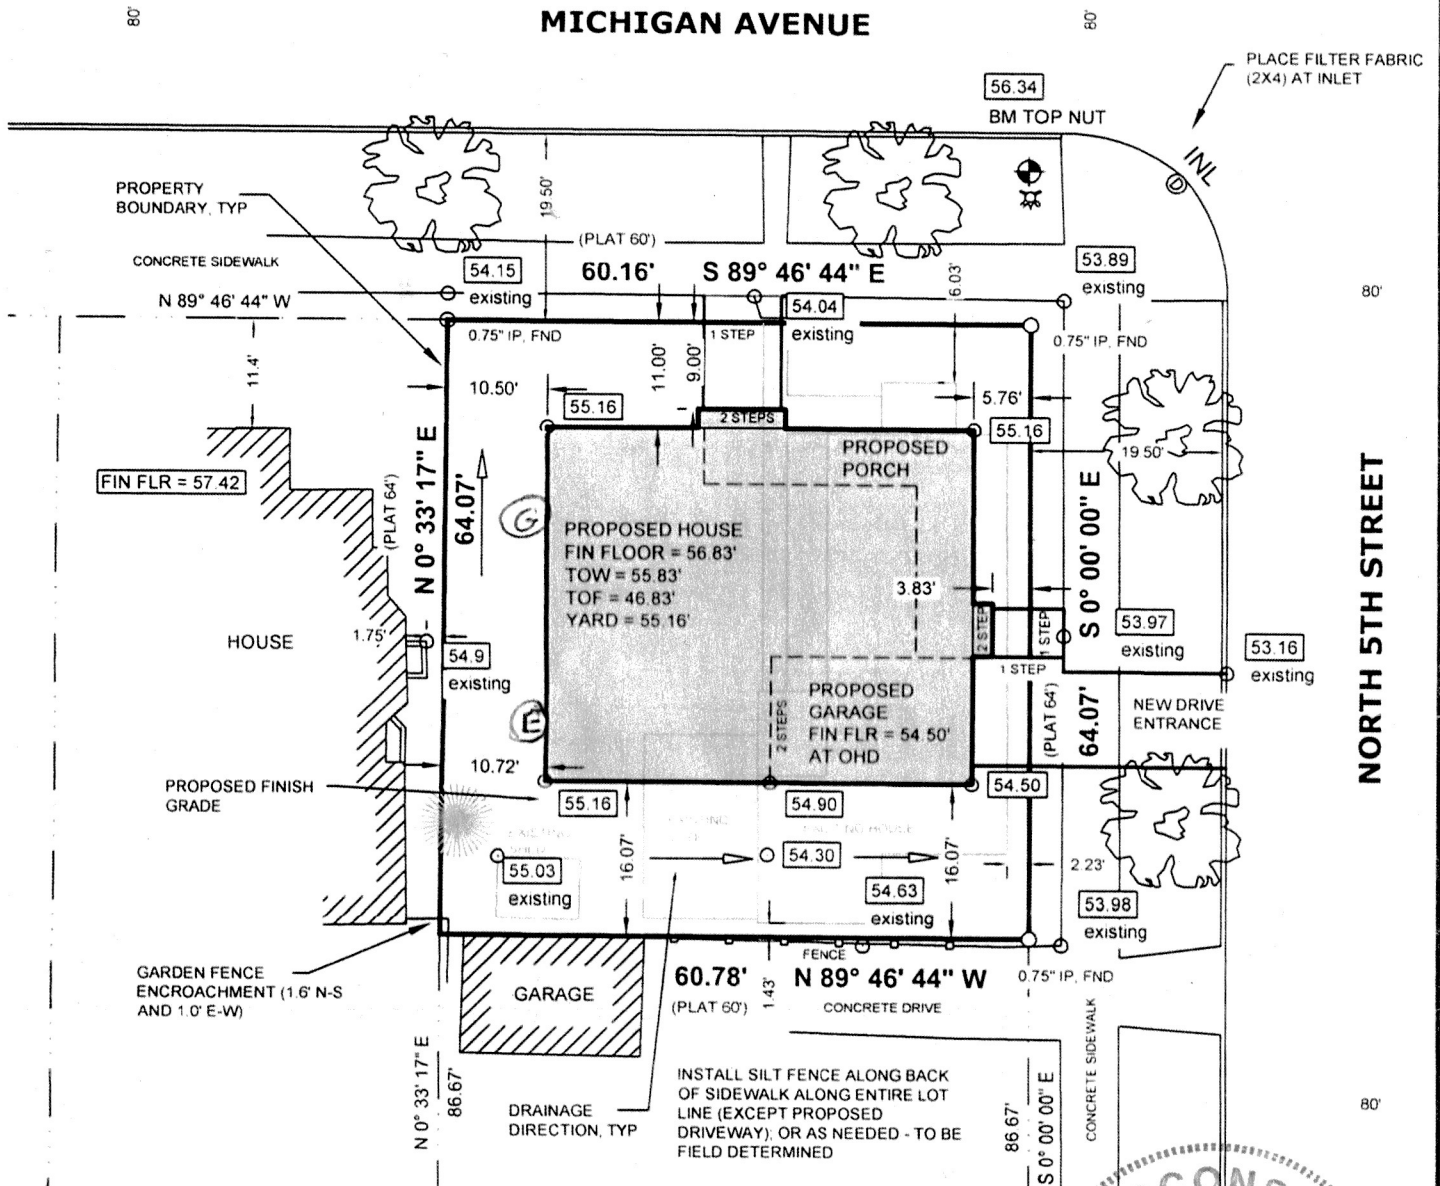 80'
MICHIGAN AVENUE
80'
PLACE FILTER FABRIC
(2X4) AT INLET
56.34
BM TOP NUT
INL
PROPERTY
BOUNDARY, TYP
19.50'
(PLAT 60')
CONCRETE SIDEWALK
54.15
existing
60.16'
S 89° 46' 44" E
6.03'
53.89
existing
N 89° 46' 44" W
54.04
existing
80'
0.75" IP, FND
1 STEP
0.75" IP, FND
11.4'
10.50'
11.00'
9.00'
55.16
2 STEPS
5.76'
55.16
19.50'
PROPOSED
PORCH
FIN FLR = 57.42
(PLAT 64')
N 0° 33' 17" E
64.07'
G
PROPOSED HOUSE
FIN FLOOR = 56.83'
TOW = 55.83'
TOF = 46.83'
YARD = 55.16'
3.83'
S 0° 00' 00" E
NORTH 5TH STREET
HOUSE
1.75'
54.9
existing
2 STEP
1 STEP
1 STEP
53.97
existing
53.16
existing
E
2 STEPS
PROPOSED
GARAGE
FIN FLR = 54.50'
AT OHD
(PLAT 64')
64.07'
NEW DRIVE
ENTRANCE
10.72'
PROPOSED FINISH
GRADE
55.16
54.90
54.50
EXISTING
EXISTING
EXISTING HOUSE
16.07'
54.30
16.07'
2.23'
55.03
existing
54.63
existing
53.98
existing
GARDEN FENCE
ENCROACHMENT (1.6' N-S
AND 1.0' E-W)
FENCE
60.78'
N 89° 46' 44" W
0.75" IP, FND
GARAGE
(PLAT 60')
1.43'
CONCRETE DRIVE
CONCRETE SIDEWALK
N 0° 33' 17" E
86.67'
DRAINAGE
DIRECTION, TYP
INSTALL SILT FENCE ALONG BACK
OF SIDEWALK ALONG ENTIRE LOT
LINE (EXCEPT PROPOSED
DRIVEWAY); OR AS NEEDED - TO BE
FIELD DETERMINED
86.67'
S 0° 00' 00" E
80'
CONS